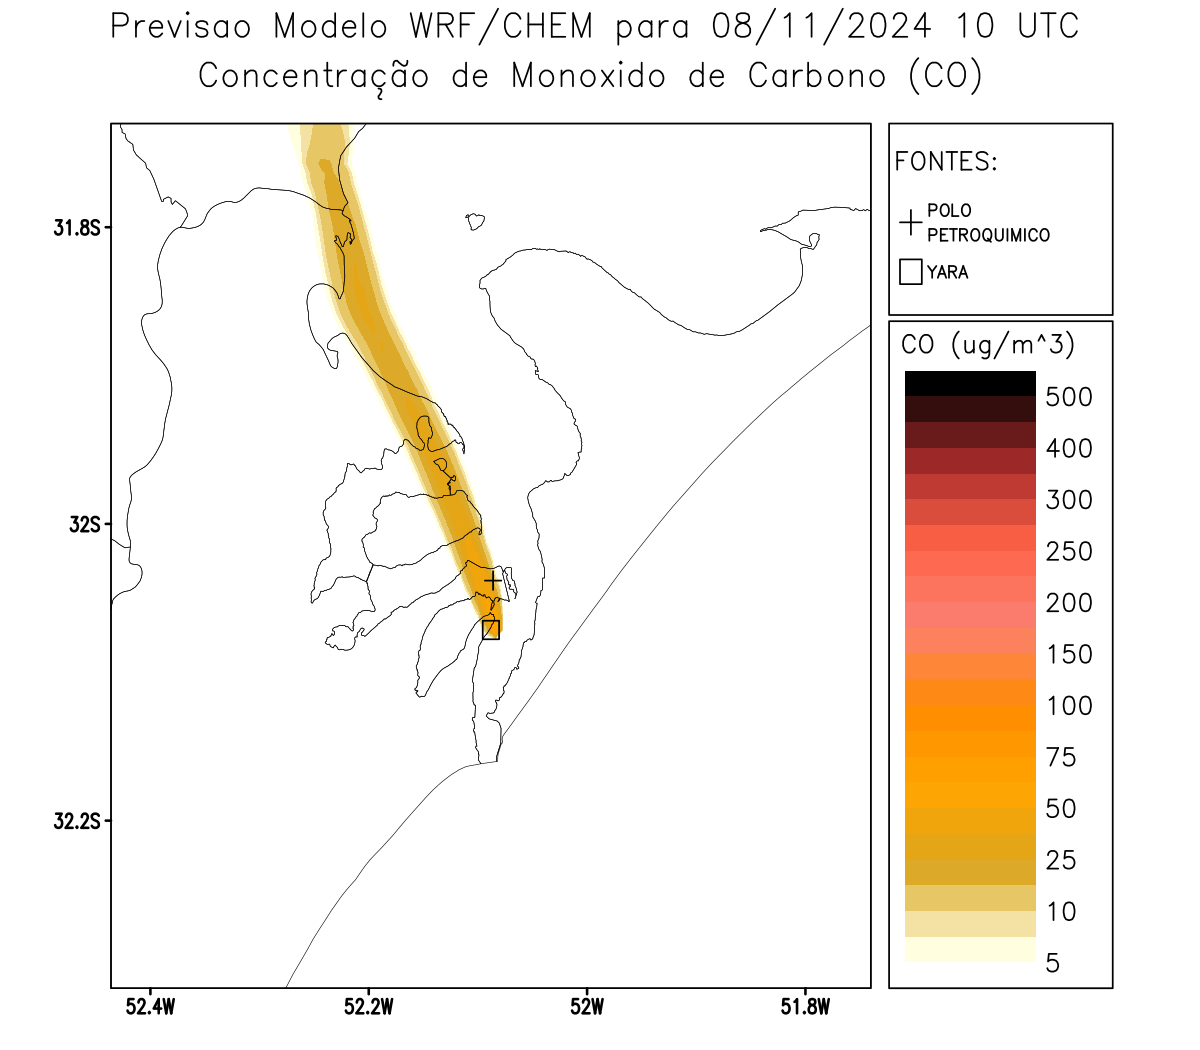 Previsao Modelo WRF/CHEM para 08/11/2024 10 UTC
Concentração de Monoxido de Carbono (CO)
FONTES:
POLO
PETROQUIMICO
YARA
CO (ug/m^3)
500
400
300
250
200
150
100
75
50
25
10
5
31.8S
32S
32.2S
52.4W
52.2W
52W
51.8W